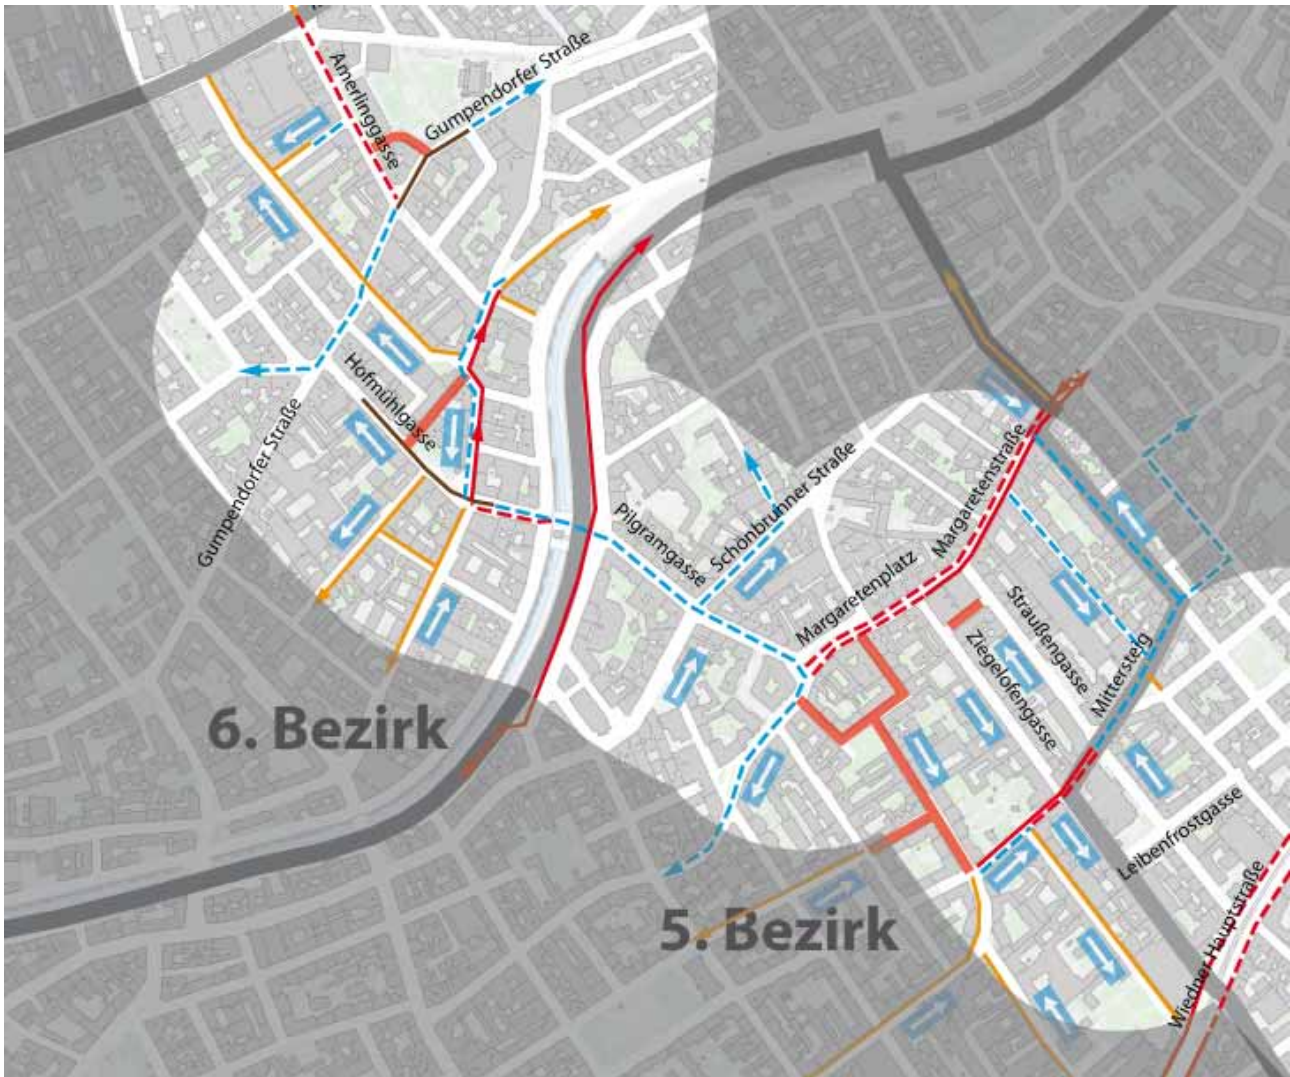 Amerlinggasse
Gumpendorfer Straße
Hofmühlgasse
Gumpendorfer Straße
Pilgramgasse
Schönbrunner Straße
Margaretenstraße
Margaretenplatz
Straußengasse
Ziegelofengasse
Mittersteig
6. Bezirk
Leibenfrostgasse
5. Bezirk
Wiedner Hauptstraße